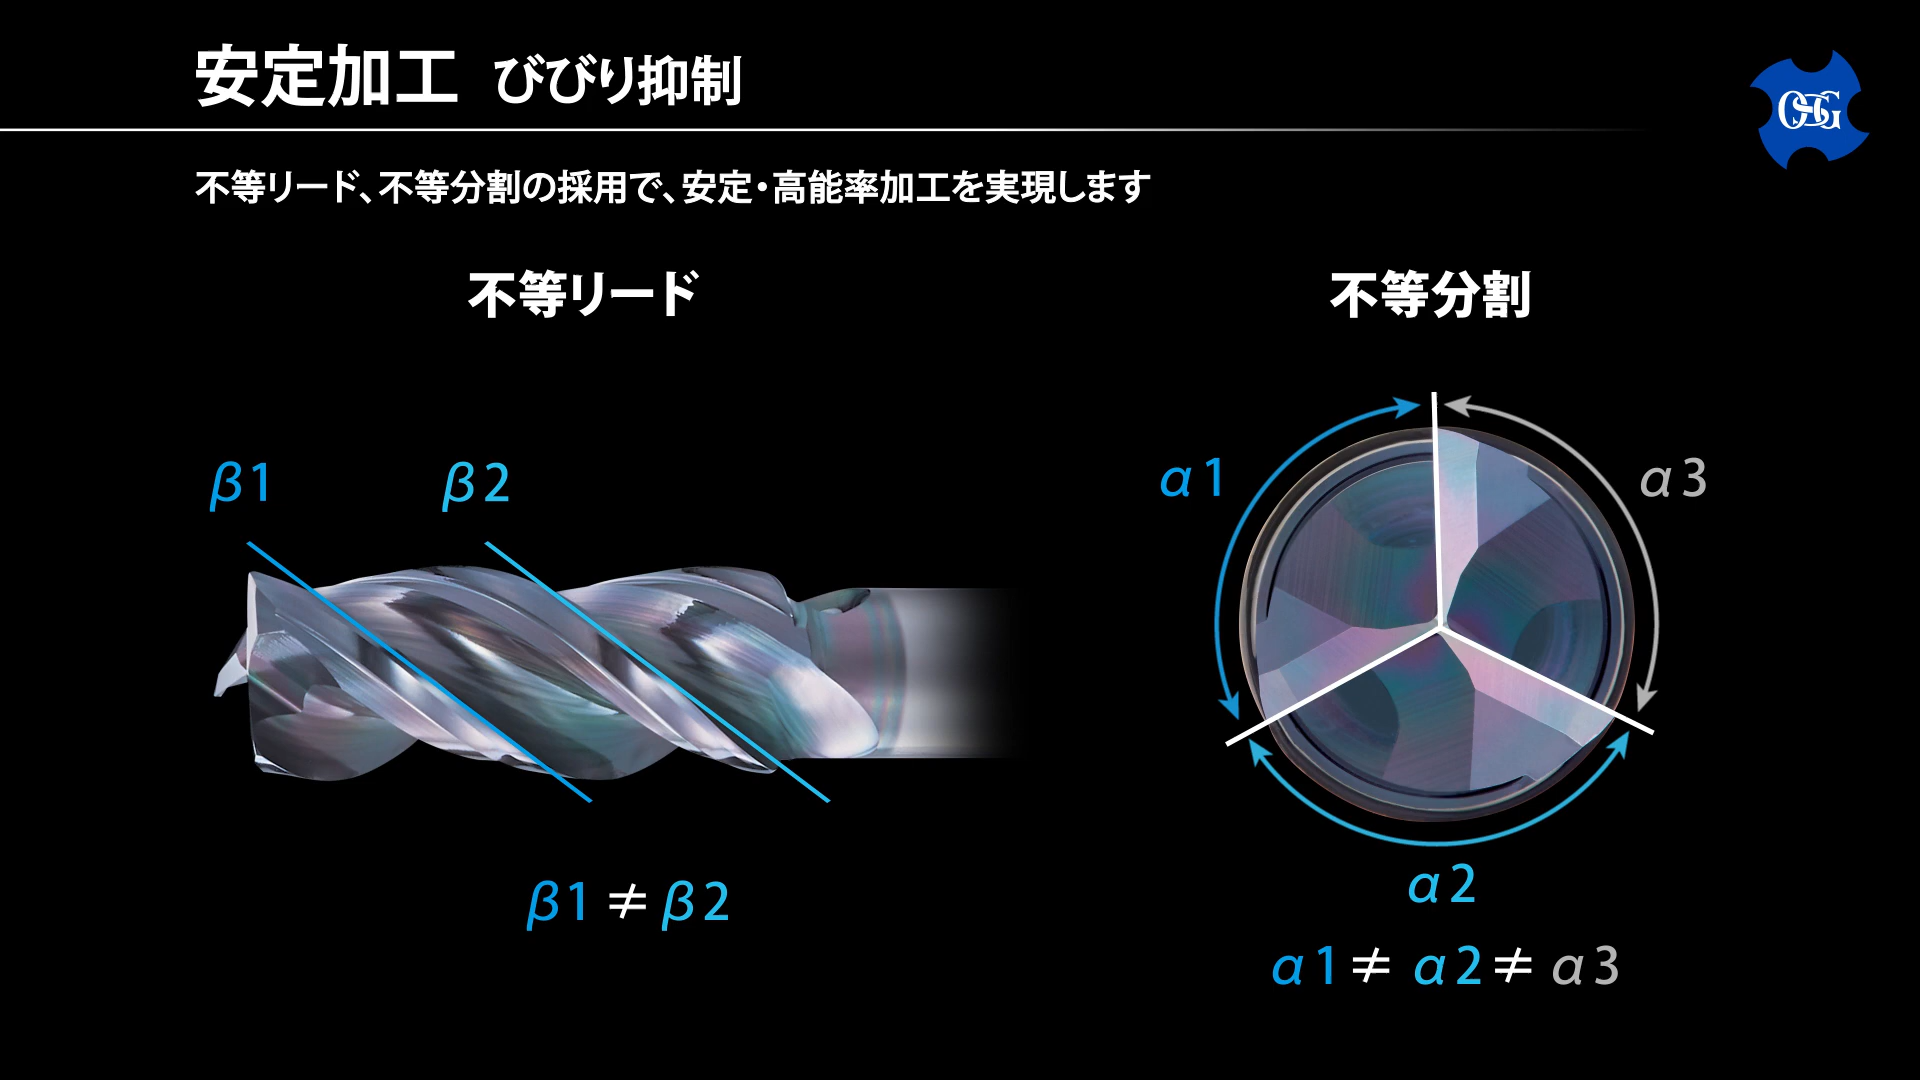 安定加工 びびり抑制
OSG
不等リード、不等分割の採用で、安定・高能率加工を実現します
不等リード
不等分割
β1
β2
α1
α3
β1≠β2
α2
α1≠α2≠α3